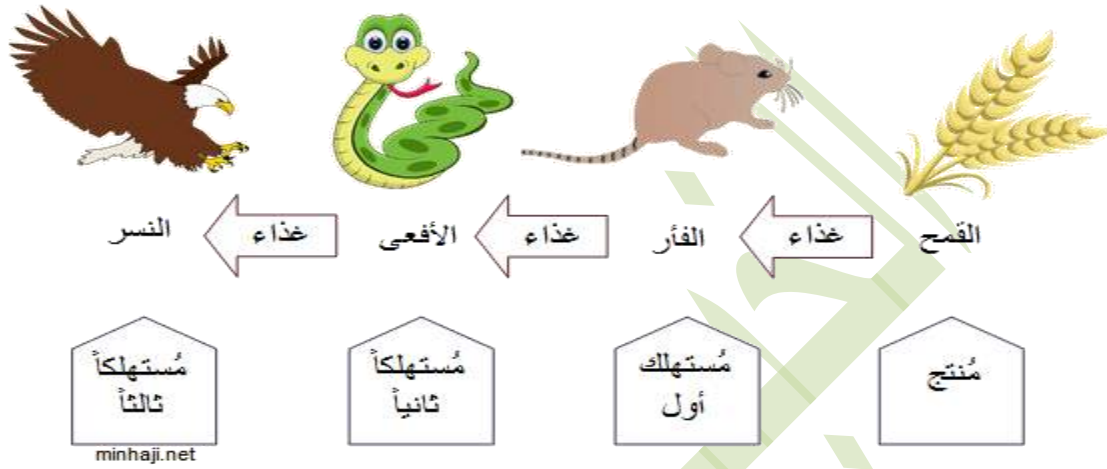 القمح
غذاء
الفأر
غذاء
الأفعى
غذاء
النسر
مُنتج
مُستهلك
أول
مُستهلكاً
ثانياً
مُستهلكاً
ثالثاً
minhaji.net